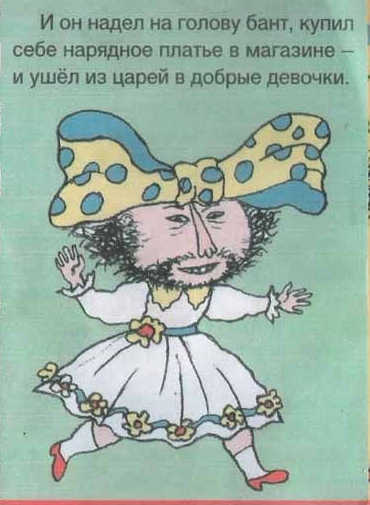 И он надел на голову бант, купил
себе нарядное платье в магазине –
и ушёл из царей в добрые девочки.